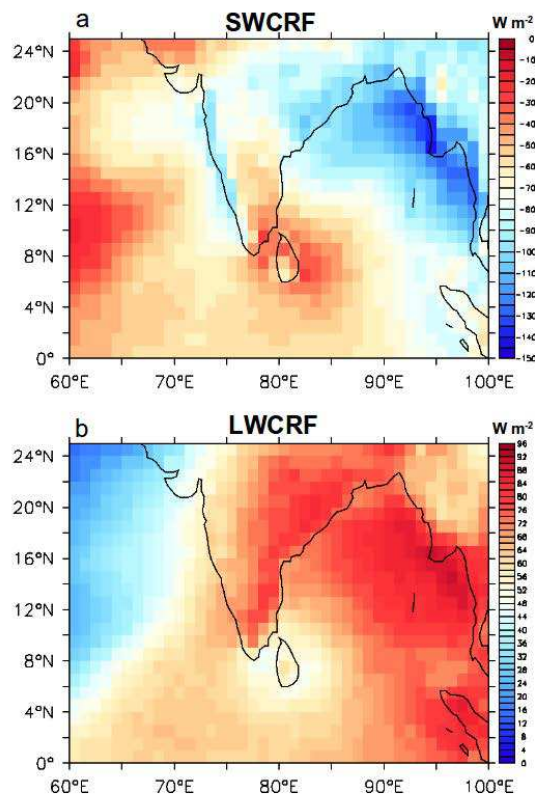 a
SWCRF
W m-2
24°N
20°N
16°N
12°N
8°N
4°N
0°
60°E
70°E
80°E
90°E
100°E
0
-10
-20
-30
-40
-50
-60
-70
-80
-90
-100
-110
-120
-130
-140
-150
b
LWCRF
W m-2
24°N
20°N
16°N
12°N
8°N
4°N
0°
60°E
70°E
80°E
90°E
100°E
96
92
88
84
80
76
72
68
64
60
56
52
48
44
40
36
32
28
24
20
16
12
8
4
0